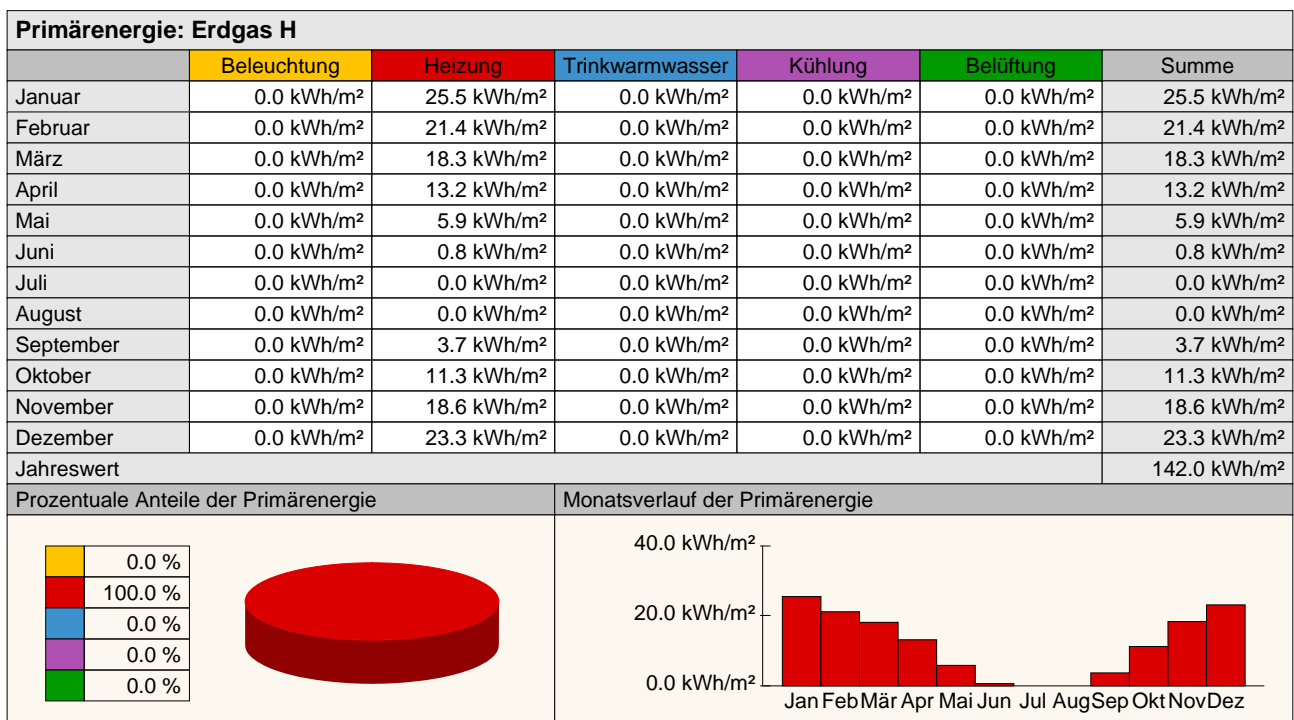 Primärenergie: Erdgas H
Beleuchtung Heizung Trinkwarmwasser Kühlung Belüftung Summe
Januar 0.0 kWh/m² 25.5 kWh/m² 0.0 kWh/m² 0.0 kWh/m² 0.0 kWh/m² 25.5 kWh/m²
Februar 0.0 kWh/m² 21.4 kWh/m² 0.0 kWh/m² 0.0 kWh/m² 0.0 kWh/m² 21.4 kWh/m²
März 0.0 kWh/m² 18.3 kWh/m² 0.0 kWh/m² 0.0 kWh/m² 0.0 kWh/m² 18.3 kWh/m²
April 0.0 kWh/m² 13.2 kWh/m² 0.0 kWh/m² 0.0 kWh/m² 0.0 kWh/m² 13.2 kWh/m²
Mai 0.0 kWh/m² 5.9 kWh/m² 0.0 kWh/m² 0.0 kWh/m² 0.0 kWh/m² 5.9 kWh/m²
Juni 0.0 kWh/m² 0.8 kWh/m² 0.0 kWh/m² 0.0 kWh/m² 0.0 kWh/m² 0.8 kWh/m²
Juli 0.0 kWh/m² 0.0 kWh/m² 0.0 kWh/m² 0.0 kWh/m² 0.0 kWh/m² 0.0 kWh/m²
August 0.0 kWh/m² 0.0 kWh/m² 0.0 kWh/m² 0.0 kWh/m² 0.0 kWh/m² 0.0 kWh/m²
September 0.0 kWh/m² 3.7 kWh/m² 0.0 kWh/m² 0.0 kWh/m² 0.0 kWh/m² 3.7 kWh/m²
Oktober 0.0 kWh/m² 11.3 kWh/m² 0.0 kWh/m² 0.0 kWh/m² 0.0 kWh/m² 11.3 kWh/m²
November 0.0 kWh/m² 18.6 kWh/m² 0.0 kWh/m² 0.0 kWh/m² 0.0 kWh/m² 18.6 kWh/m²
Dezember 0.0 kWh/m² 23.3 kWh/m² 0.0 kWh/m² 0.0 kWh/m² 0.0 kWh/m² 23.3 kWh/m²
Jahreswert 142.0 kWh/m²
Prozentuale Anteile der Primärenergie
0.0 %
100.0 %
0.0 %
0.0 %
0.0 %
Monatsverlauf der Primärenergie
40.0 kWh/m²
20.0 kWh/m²
0.0 kWh/m²
Jan Feb Mär Apr Mai Jun Jul Aug Sep Okt Nov Dez